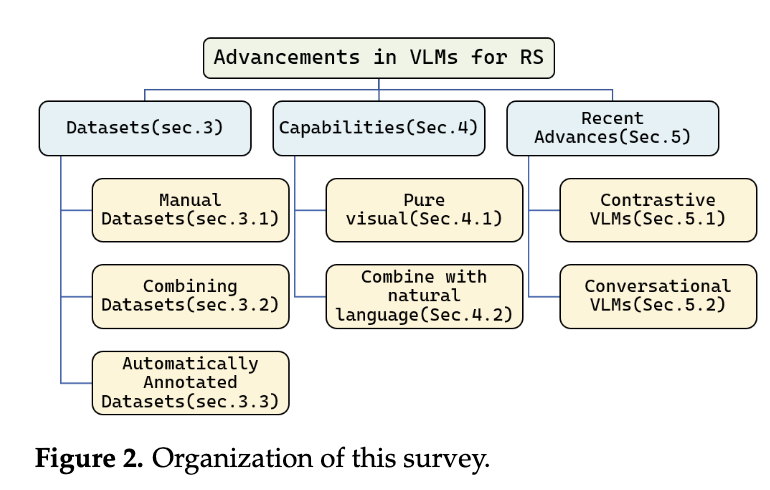 Advancements in VLMs for RS
Datasets(sec.3)
Capabilities(Sec.4)
Recent
Advances(Sec.5)
Manual
Datasets(sec.3.1)
Pure
visual(Sec.4.1)
Contrastive
VLMs(Sec.5.1)
Combining
Datasets(sec.3.2)
Combine with
natural
language(Sec.4.2)
Conversational
VLMs(Sec.5.2)
Automatically
Annotated
Datasets(sec.3.3)
Figure 2. Organization of this survey.